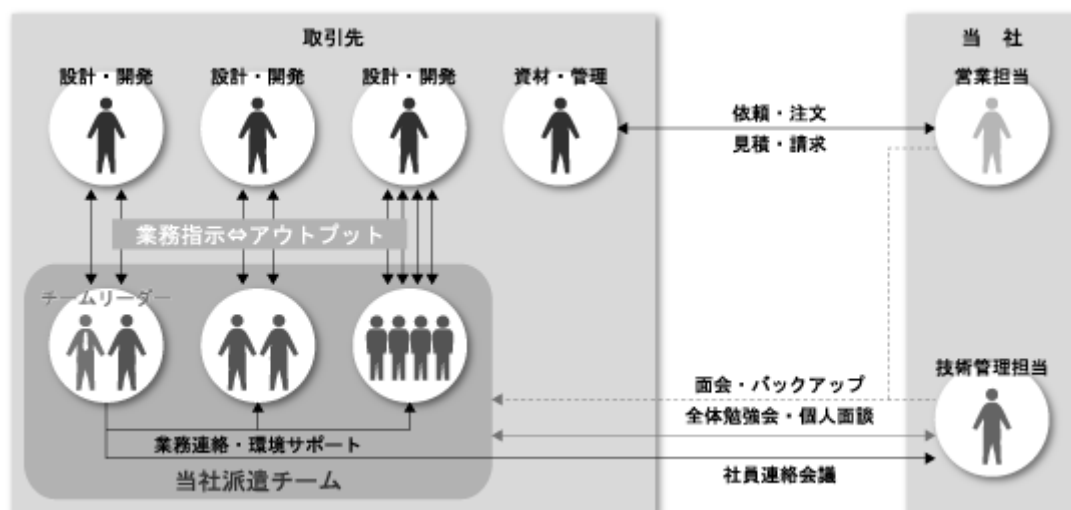 取引先
当 社
設計・開発
設計・開発
設計・開発
資材・管理
営業担当
依頼・注文
見積・請求
業務指示⇔アウトプット
チームリーダー
技術管理担当
面会・バックアップ
全体勉強会・個人面談
業務連絡・環境サポート
社員連絡会議
当社派遣チーム